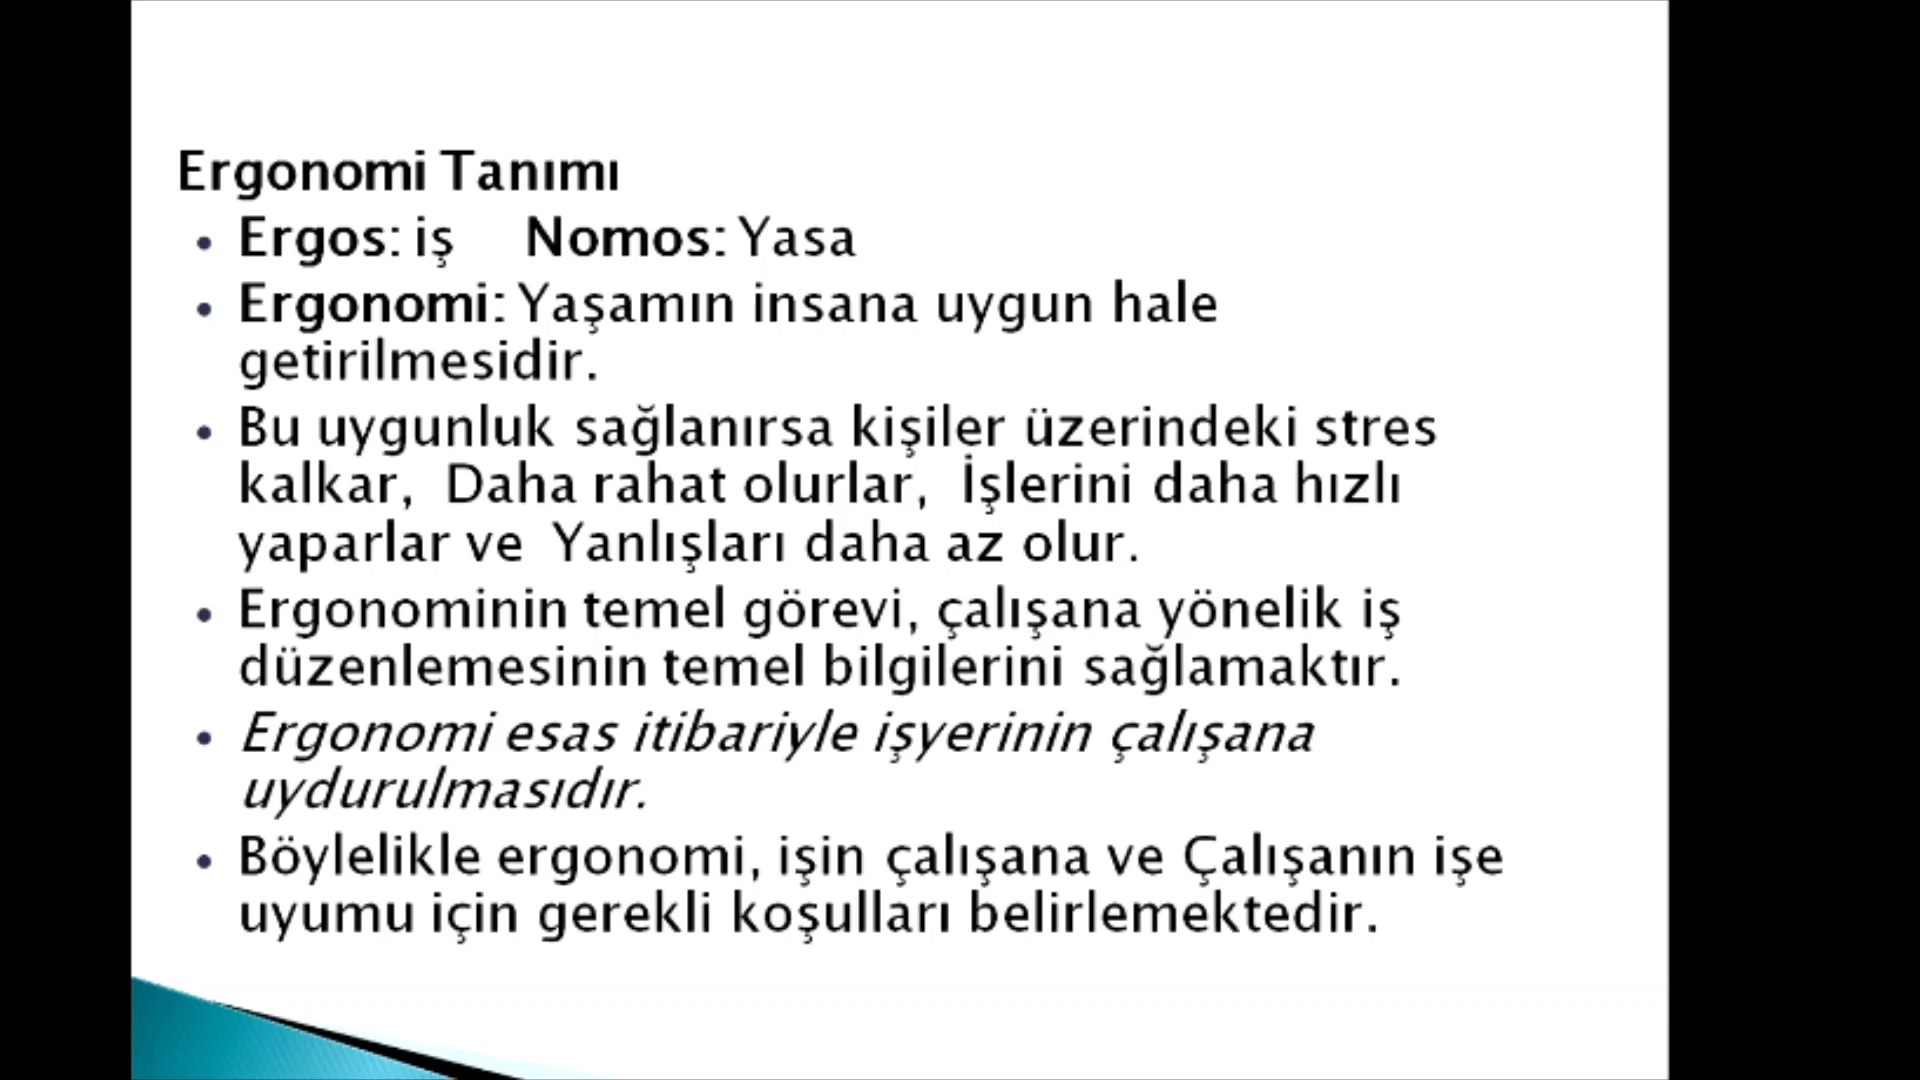 Ergonomi Tanımı
• Ergos: iş Nomos: Yasa
• Ergonomi: Yaşamın insana uygun hale
getirilmesidir.
• Bu uygunluk sağlanırsa kişiler üzerindeki stres
kalkar, Daha rahat olurlar, İşlerini daha hızlı
yaparlar ve Yanlışları daha az olur.
• Ergonominin temel görevi, çalışana yönelik iş
düzenlemesinin temel bilgilerini sağlamaktır.
• Ergonomi esas itibariyle işyerinin çalışana
uydurulmasıdır.
• Böylelikle ergonomi, işin çalışana ve Çalışanın işe
uyumu için gerekli koşulları belirlemektedir.